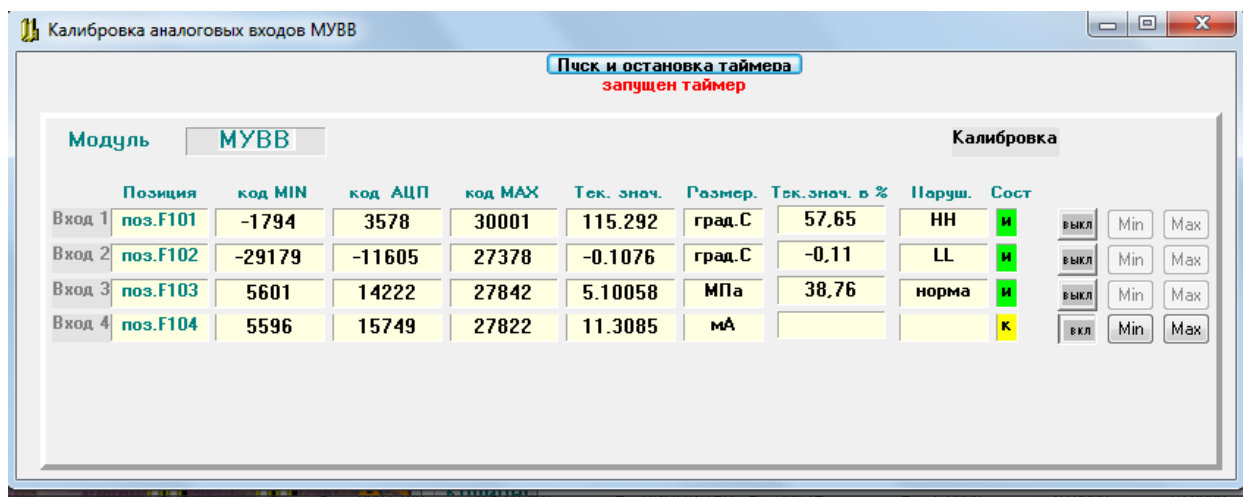 Калибровка аналоговых входов МУВВ
Пуск и остановка таймера
запущен таймер
Модуль МУВВ Калибровка
Позиция код MIN код АЦП код MAX Тек. знач. Размер. Тек.знач. в % Наруш. Сост
Вход 1 поз.F101 -1794 3578 30001 115.292 град.C 57,65 HH и выкл Min Max
Вход 2 поз.F102 -29179 -11605 27378 -0.1076 град.C -0,11 LL и выкл Min Max
Вход 3 поз.F103 5601 14222 27842 5.10058 МПа 38,76 норма и выкл Min Max
Вход 4 поз.F104 5596 15749 27822 11.3085 мА к вкл Min Max